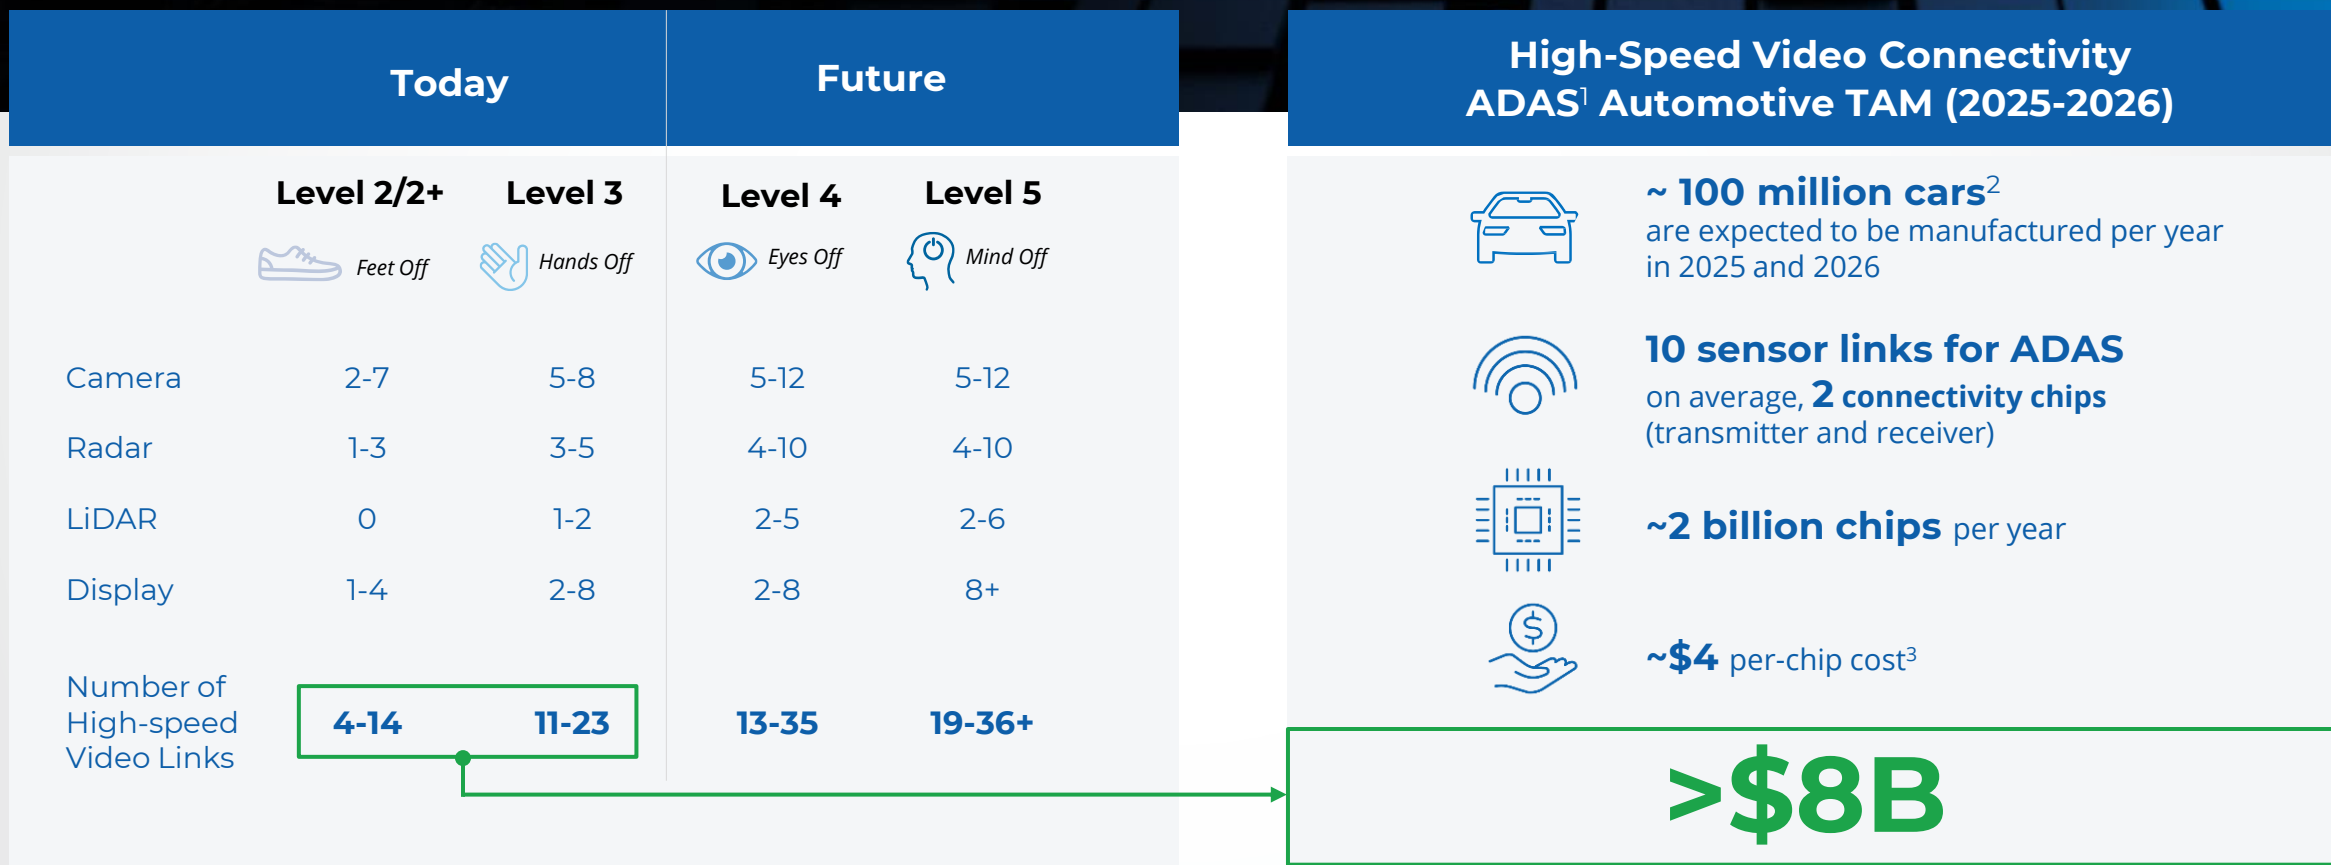 Today
Future
Level 2/2+ Level 3 Level 4 Level 5
Feet Off Hands Off Eyes Off Mind Off
Camera 2-7 5-8 5-12 5-12
Radar 1-3 3-5 4-10 4-10
LiDAR 0 1-2 2-5 2-6
Display 1-4 2-8 2-8 8+
Number of
High-speed
Video Links
4-14 11-23 13-35 19-36+
High-Speed Video Connectivity
ADAS¹ Automotive TAM (2025-2026)
~ 100 million cars²
are expected to be manufactured per year
in 2025 and 2026
10 sensor links for ADAS
on average, 2 connectivity chips
(transmitter and receiver)
~2 billion chips per year
~$4 per-chip cost³
>$8B